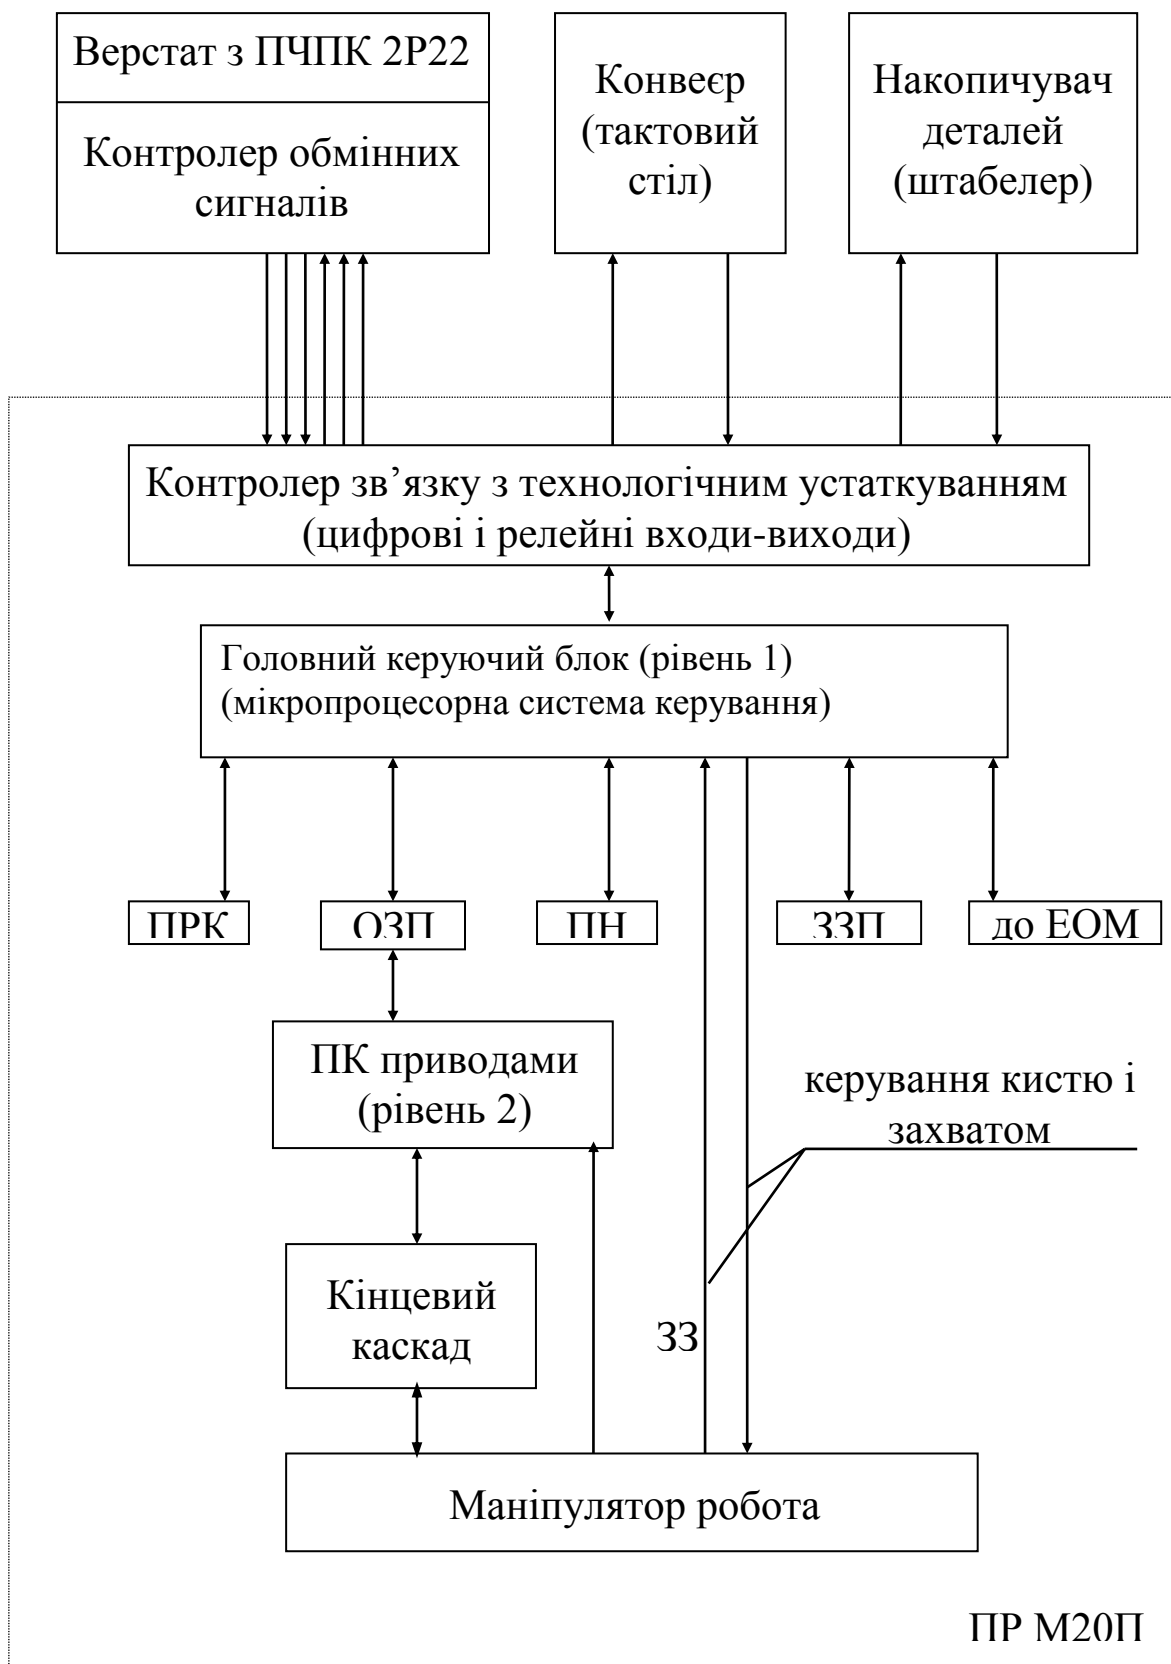 Верстат з ПЧПК 2Р22
Контролер обмінних
сигналів
Конвеєр
(тактовий
стіл)
Накопичувач
деталей
(штабелер)
Контролер зв’язку з технологічним устаткуванням
(цифрові і релейні входи-виходи)
Головний керуючий блок (рівень 1)
(мікропроцесорна система керування)
ПРК
ОЗП
ПН
ЗЗП
до ЕОМ
ПК приводами
(рівень 2)
керування кистю і
захватом
Кінцевий
каскад
ЗЗ
Маніпулятор робота
ПР М20П